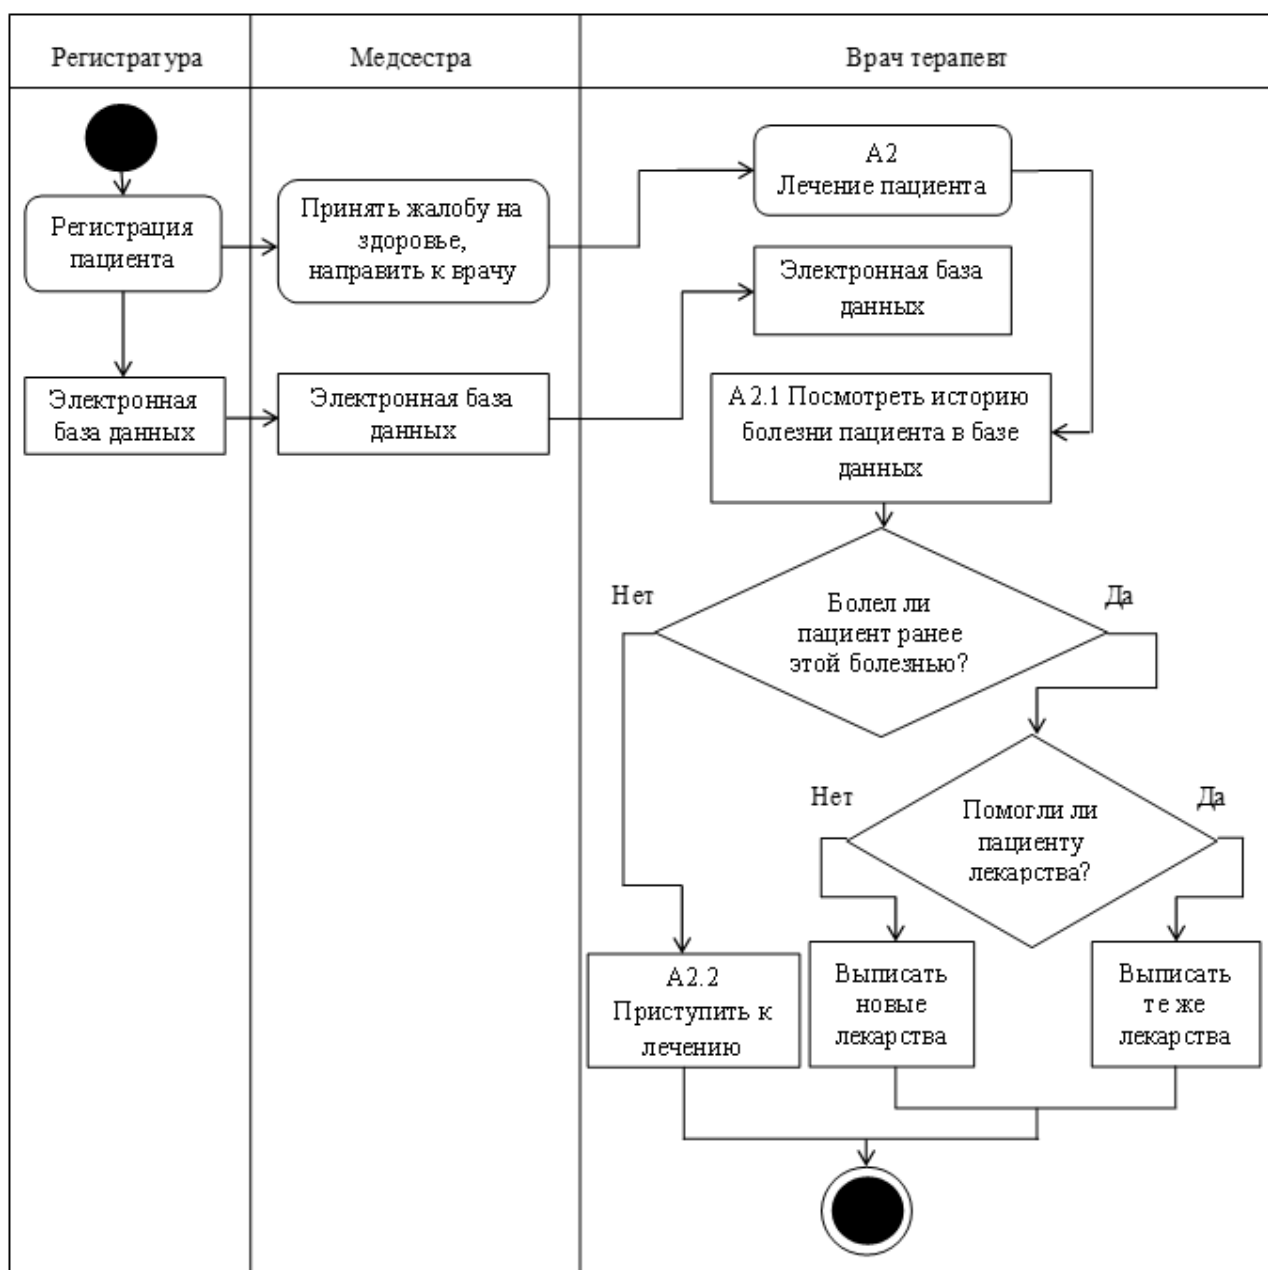 Регистратура
Медсестра
Врач терапевт
Регистрация
пациента
Принять жалобу на
здоровье,
направить к врачу
А2
Лечение пациента
Электронная база
данных
Электронная
база данных
Электронная база
данных
А2.1 Посмотреть историю
болезни пациента в базе
данных
Нет
Болел ли
пациент ранее
этой болезнью?
Да
Нет
Помогли ли
пациенту
лекарства?
Да
А2.2
Приступить к
лечению
Выписать
новые
лекарства
Выписать
те же
лекарства